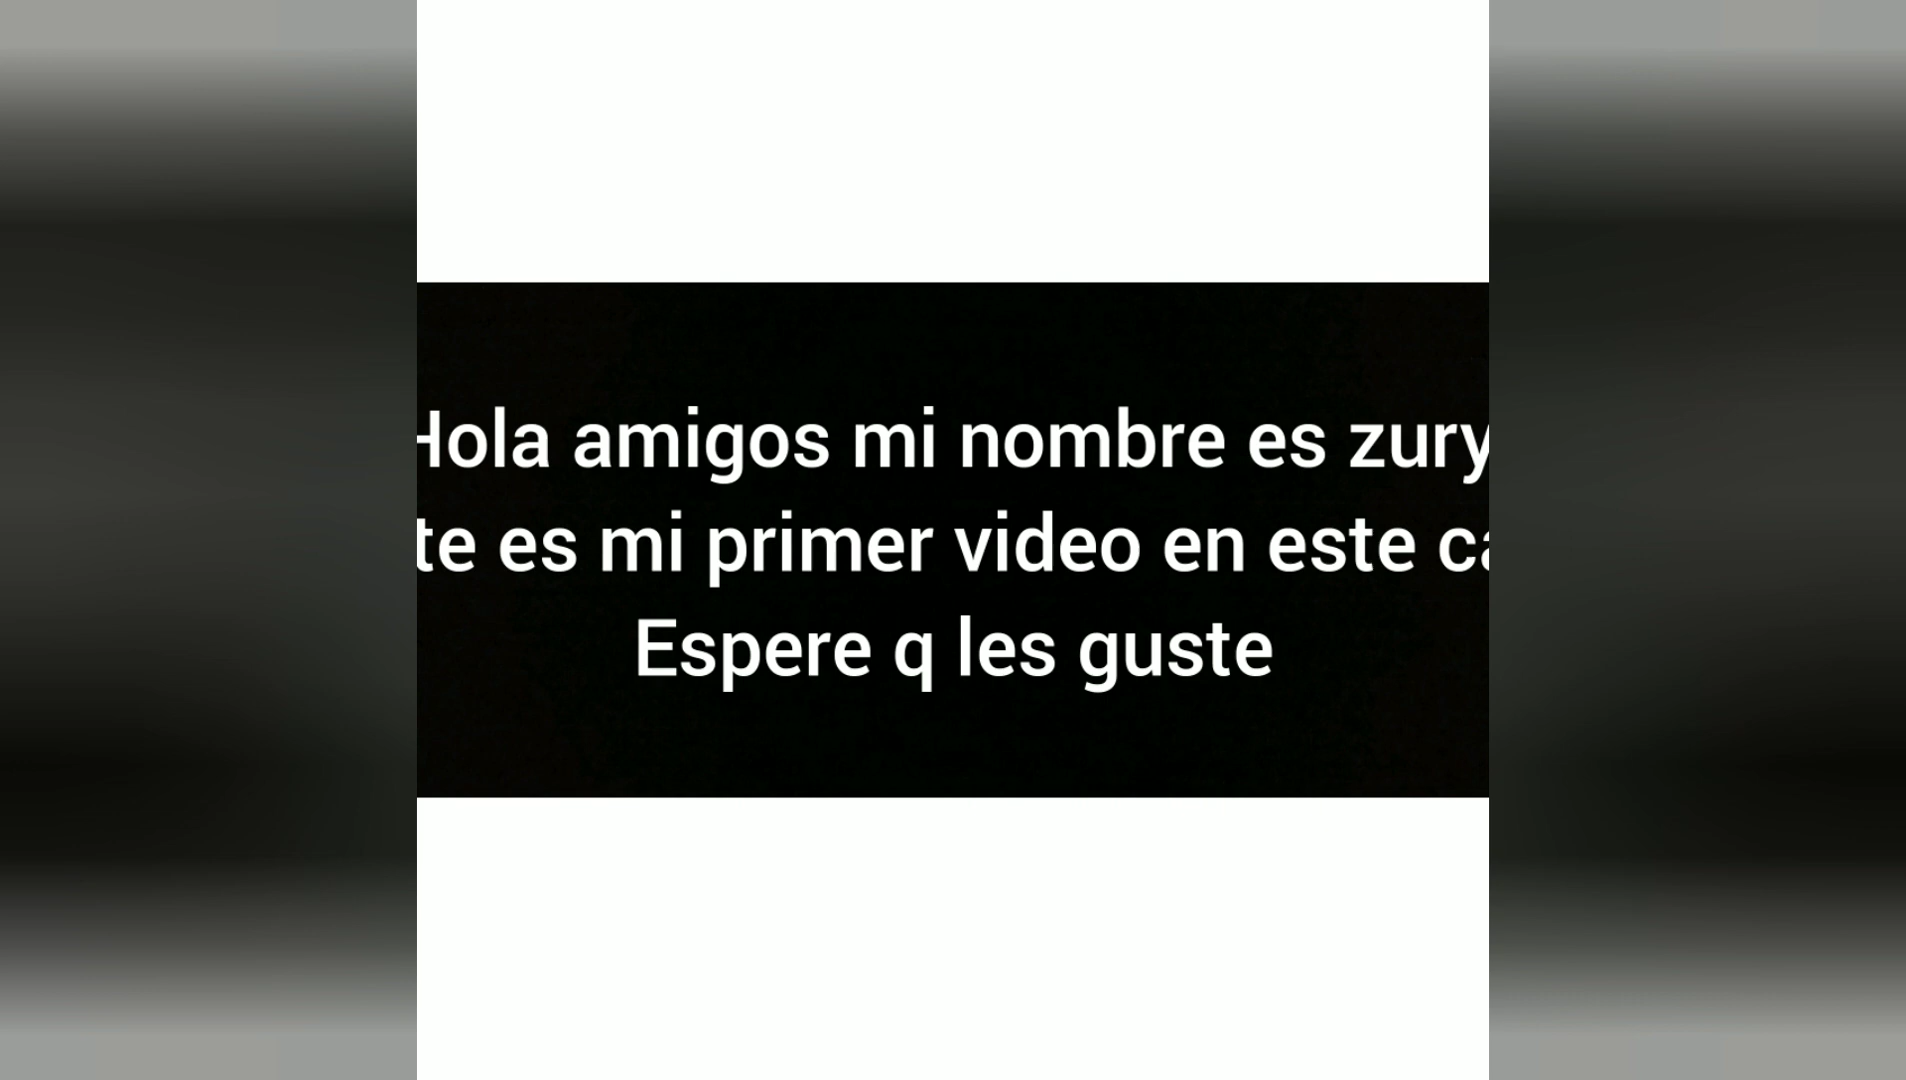 Hola amigos mi nombre es zury
te es mi primer video en este
Espere q les guste